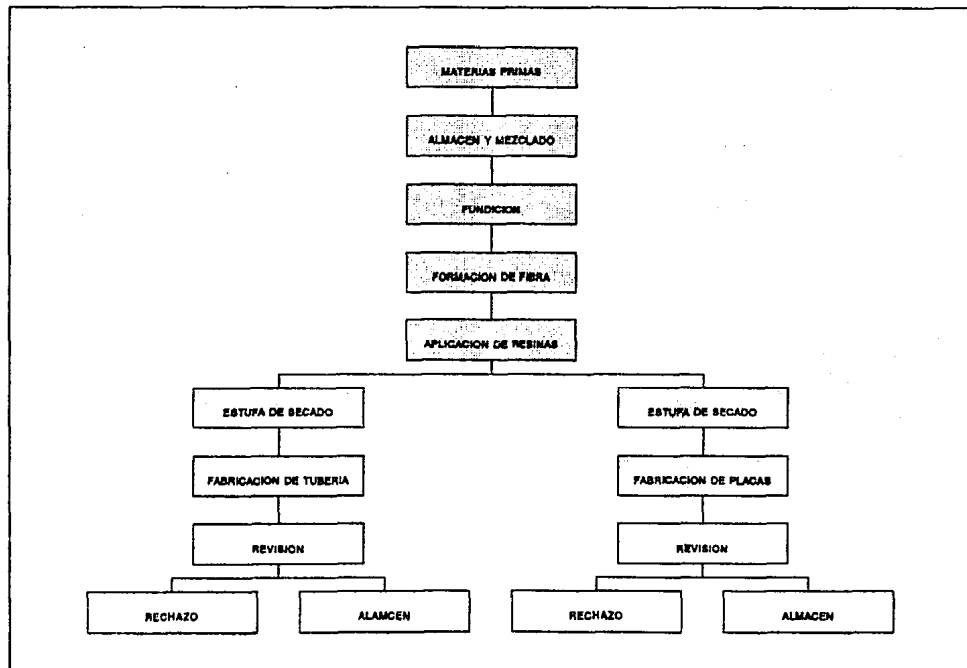 MATERIAS PRIMAS
ALMACEN Y MEZCLADO
FUNDICION
FORMACION DE FIBRA
APLICACION DE RESINAS
ESTUFA DE SECADO
ESTUFA DE SECADO
FABRICACION DE TUBERIA
FABRICACION DE PLACAS
REVISION
REVISION
RECHAZO
ALAMCEN
RECHAZO
ALMACEN